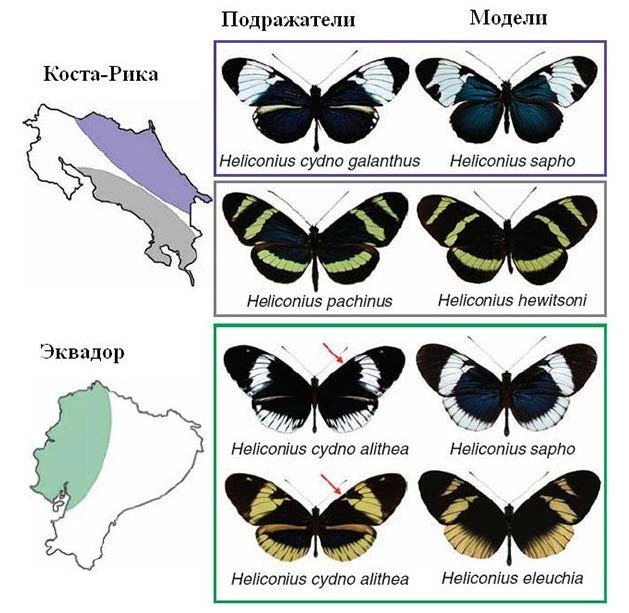 Подражатели Модели
Коста-Рика
Heliconius cydno galanthus Heliconius sapho
Heliconius pachinus Heliconius hewitsoni
Эквадор
Heliconius cydno alithea Heliconius sapho
Heliconius cydno alithea Heliconius eleuchia